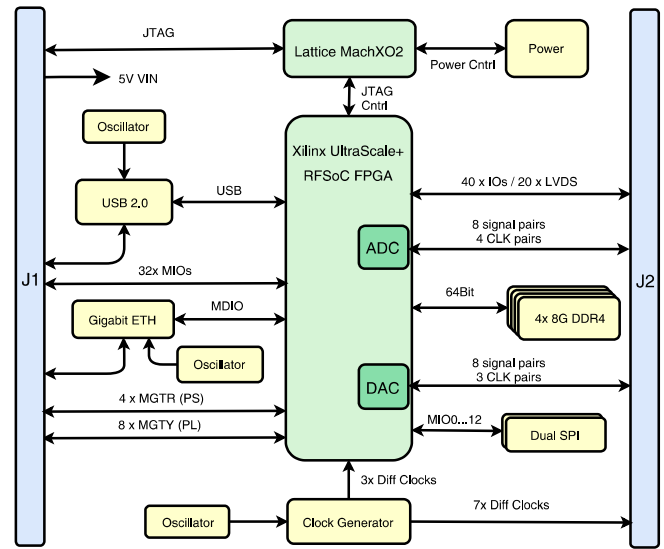 JTAG
Lattice MachXO2
Power
Power Cntrl
5V VIN
JTAG
Cntrl
Oscillator
Xilinx UltraScale+
RFSoC FPGA
USB 2.0
USB
40 x IOs / 20 x LVDS
ADC
8 signal pairs
4 CLK pairs
J1
32x MIOs
J2
64Bit
4x 8G DDR4
Gigabit ETH
MDIO
Oscillator
DAC
8 signal pairs
3 CLK pairs
4 x MGTR (PS)
8 x MGTY (PL)
MIO0...12
Dual SPI
3x Diff Clocks
Oscillator
Clock Generator
7x Diff Clocks